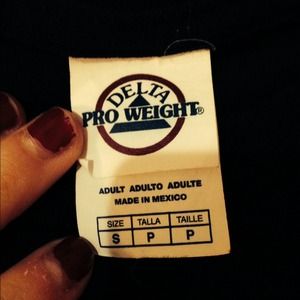 DELTA
PRO WEIGHT®
ADULT ADULTO ADULTE
MADE IN MEXICO
SIZE TALLA TAILLE
S P P